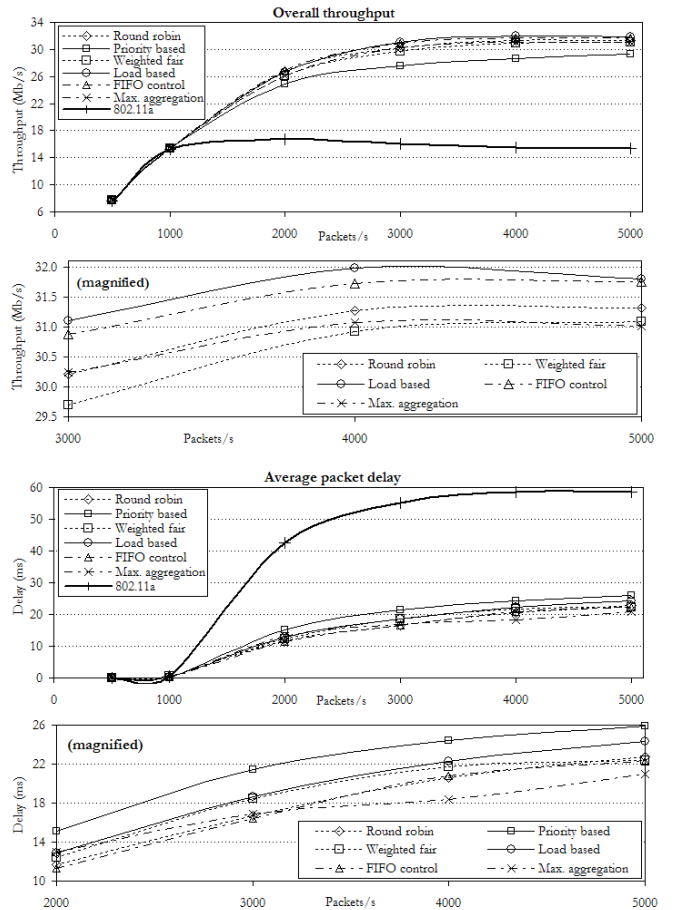 Overall throughput
Throughput (Mb/s)
34
30
26
22
18
14
10
6
Round robin
Priority based
Weighted fair
Load based
FIFO control
Max. aggregation
802.11a
0
1000
2000
3000
4000
5000
Packets/s
(magnified)
Throughput (Mb/s)
32.0
31.5
31.0
30.5
30.0
29.5
Round robin
Weighted fair
Load based
FIFO control
Max. aggregation
3000
4000
5000
Packets/s
Average packet delay
Delay (ms)
60
50
40
30
20
10
0
Round robin
Priority based
Weighted fair
Load based
FIFO control
Max. aggregation
802.11a
0
1000
2000
3000
4000
5000
Packets/s
(magnified)
Delay (ms)
26
22
18
14
10
Round robin
Priority based
Weighted fair
Load based
FIFO control
Max. aggregation
2000
3000
4000
5000
Packets/s